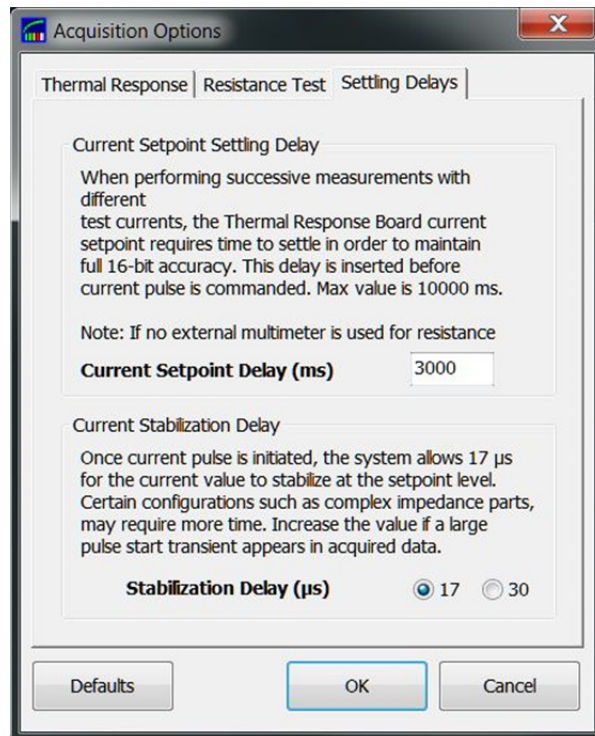 Acquisition Options
Thermal Response
Resistance Test
Settling Delays
Current Setpoint Settling Delay
When performing successive measurements with
different
test currents, the Thermal Response Board current
setpoint requires time to settle in order to maintain
full 16-bit accuracy. This delay is inserted before
current pulse is commanded. Max value is 10000 ms.
Note: If no external multimeter is used for resistance
Current Setpoint Delay (ms)
3000
Current Stabilization Delay
Once current pulse is initiated, the system allows 17 µs
for the current value to stabilize at the setpoint level.
Certain configurations such as complex impedance parts,
may require more time. Increase the value if a large
pulse start transient appears in acquired data.
Stabilization Delay (µs)
17
30
Defaults
OK
Cancel